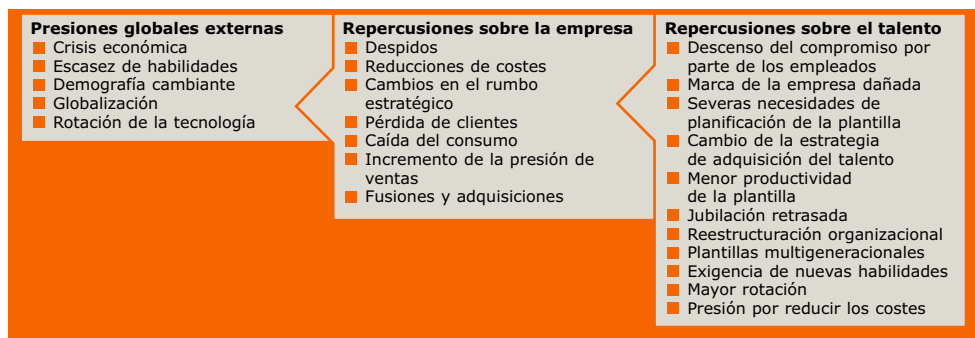 Presiones globales externas
Crisis económica
Escasez de habilidades
Demografía cambiante
Globalización
Rotación de la tecnología
Repercusiones sobre la empresa
Despidos
Reducciones de costes
Cambios en el rumbo
estratégico
Pérdida de clientes
Caída del consumo
Incremento de la presión de
ventas
Fusiones y adquisiciones
Repercusiones sobre el talento
Descenso del compromiso por
parte de los empleados
Marca de la empresa dañada
Severas necesidades de
planificación de la plantilla
Cambio de la estrategia
de adquisición del talento
Menor productividad
de la plantilla
Jubilación retrasada
Reestructuración organizacional
Plantillas multigeneracionales
Exigencia de nuevas habilidades
Mayor rotación
Presión por reducir los costes